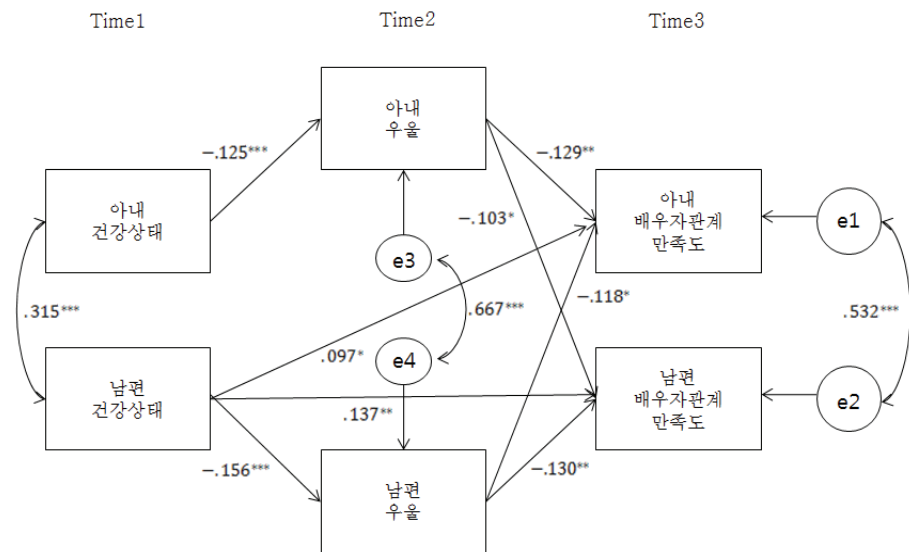 Time1
Time2
Time3
아내
우울
−.125***
−.129**
아내
건강상태
아내
배우자관계
만족도
−.103*
e1
e3
.315***
−.118*
.667***
.532***
.097*
e4
남편
건강상태
남편
배우자관계
만족도
e2
.137**
−.156***
−.130**
남편
우울